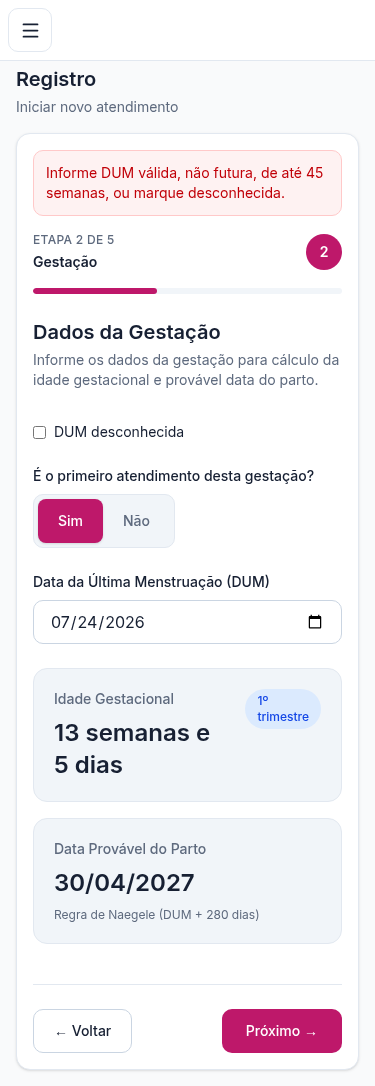 Registro
Iniciar novo atendimento
Informe DUM válida, não futura, de até 45
semanas, ou marque desconhecida.
ETAPA 2 DE 5
Gestação
2
Dados da Gestação
Informe os dados da gestação para cálculo da
idade gestacional e provável data do parto.
DUM desconhecida
É o primeiro atendimento desta gestação?
Sim
Não
Data da Última Menstruação (DUM)
07/24/2026
Idade Gestacional
1º
trimestre
13 semanas e
5 dias
Data Provável do Parto
30/04/2027
Regra de Naegele (DUM + 280 dias)
← Voltar
Próximo →